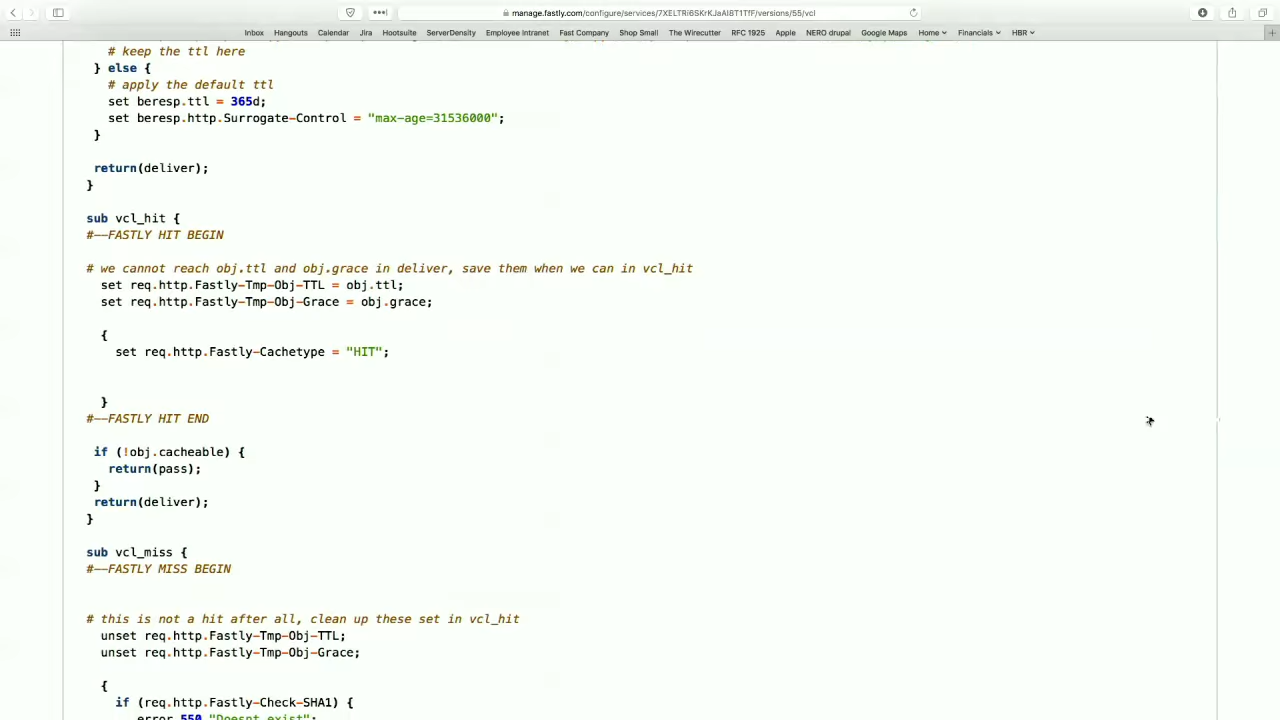 manage.fastly.com/configure/services/7XELTRi6SKrKJaAI8T1TfF/versions/55/vcl
Inbox Hangouts Calendar Jira Hootsuite ServerDensity Employee Intranet Fast Company Shop Small The Wirecutter RFC 1925 Apple NERO drupal Google Maps Home Financials HBR
# keep the ttl here
} else {
# apply the default ttl
set beresp.ttl = 365d;
set beresp.http.Surrogate-Control = "max-age=31536000";
}
return(deliver);
}
sub vcl_hit {
#--FASTLY HIT BEGIN
# we cannot reach obj.ttl and obj.grace in deliver, save them when we can in vcl_hit
set req.http.Fastly-Tmp-Obj-TTL = obj.ttl;
set req.http.Fastly-Tmp-Obj-Grace = obj.grace;
{
set req.http.Fastly-Cachetype = "HIT";
}
#--FASTLY HIT END
if (!obj.cacheable) {
return(pass);
}
return(deliver);
}
sub vcl_miss {
#--FASTLY MISS BEGIN
# this is not a hit after all, clean up these set in vcl_hit
unset req.http.Fastly-Tmp-Obj-TTL;
unset req.http.Fastly-Tmp-Obj-Grace;
{
if (req.http.Fastly-Check-SHA1) {
error 550 "Doesnt exist";